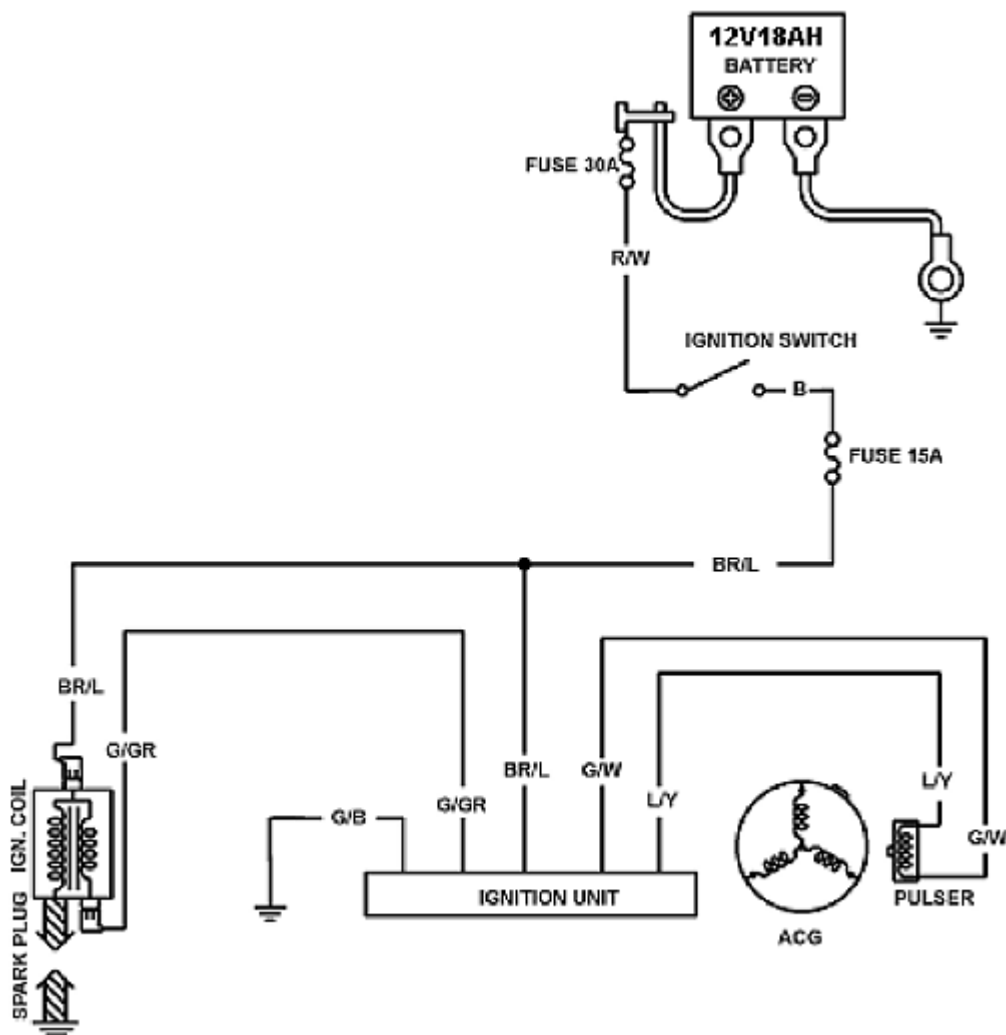 12V18AH
BATTERY
FUSE 30A
R/W
IGNITION SWITCH
B
FUSE 15A
BR/L
BR/L
G/GR
BR/L
G/W
L/Y
L/Y
G/W
G/B
G/GR
IGN. COIL
SPARK PLUG
IGNITION UNIT
PULSER
ACG